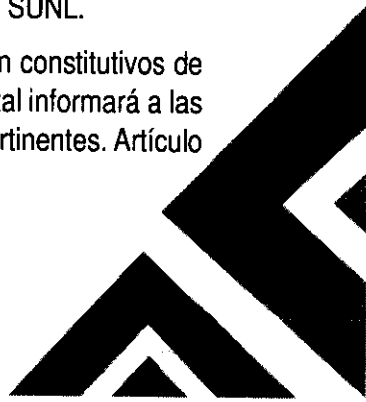 SUNL.
n constitutivos de
tal informará a las
rtinentes. Artículo